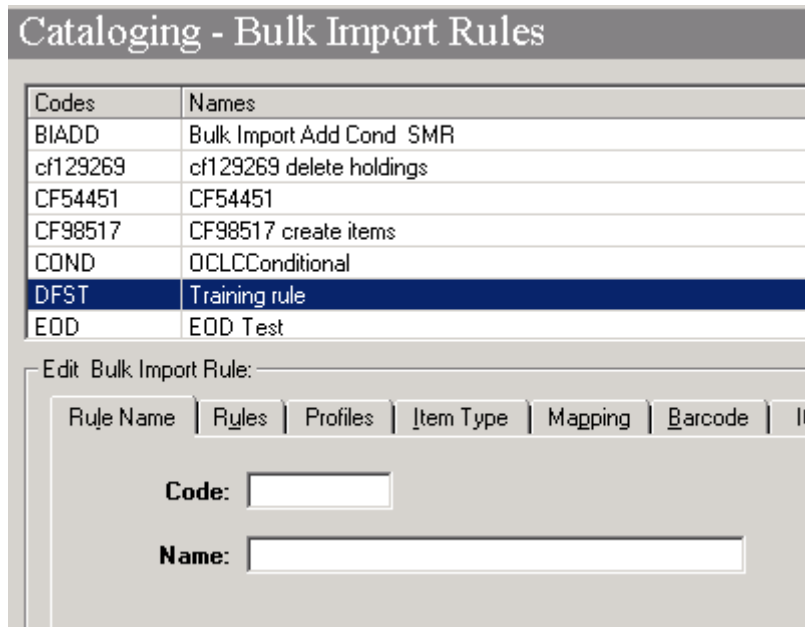 Cataloging - Bulk Import Rules
Codes Names
BIADD Bulk Import Add Cond SMR
cf129269 cf129269 delete holdings
CF54451 CF54451
CF98517 CF98517 create items
COND OCLCConditional
DFST Training rule
EOD EOD Test
Edit Bulk Import Rule:
Rule Name Rules Profiles Item Type Mapping Barcode
Code:
Name: